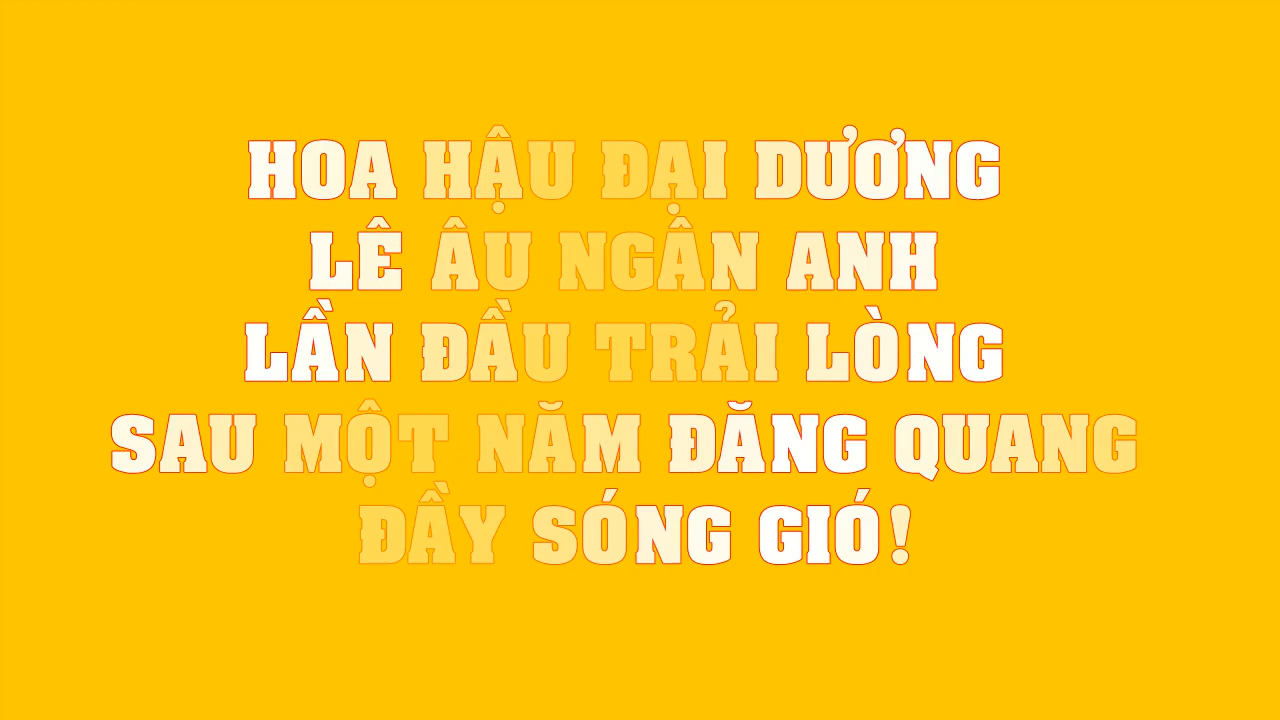 HOA HẬU ĐẠI DƯƠNG
LÊ ÂU NGÂN ANH
LẦN ĐẦU TRẢI LÒNG
SAU MỘT NĂM ĐĂNG QUANG
ĐẦY SÓNG GIÓ!